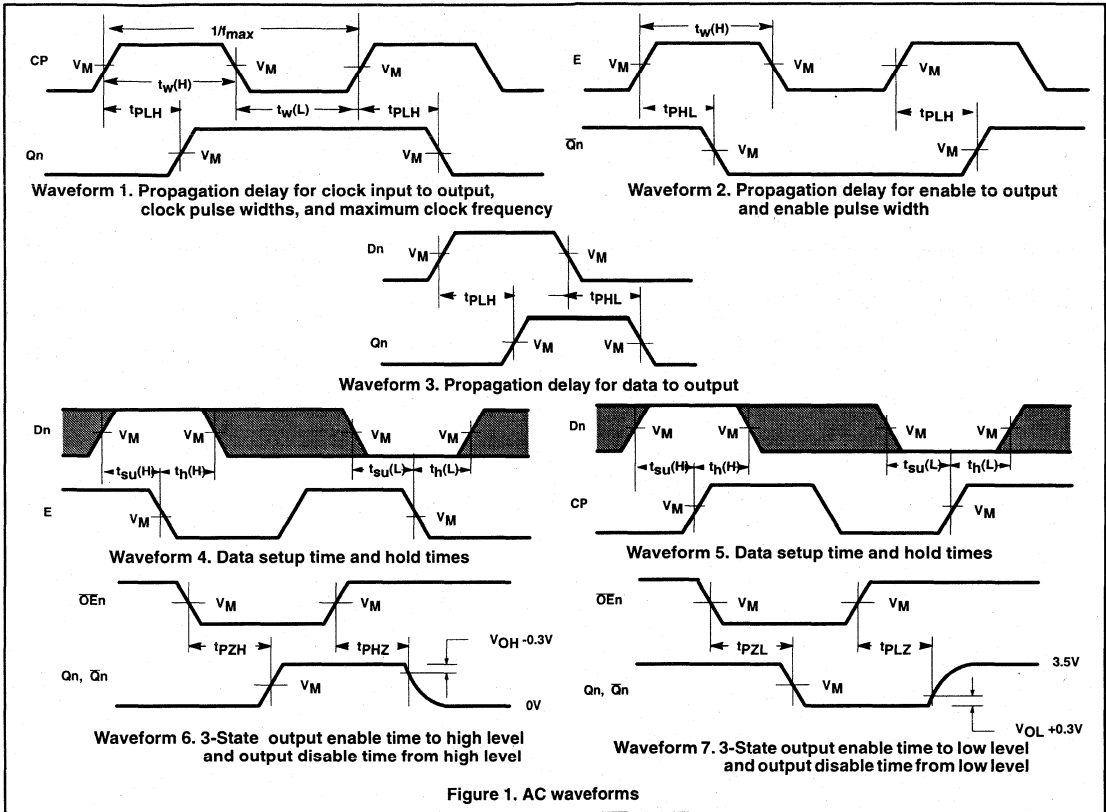 1/fmax
CP VM VM VM
tw(H)
tPLH tw(L) tPLH
Qn VM VM
Waveform 1. Propagation delay for clock input to output,
clock pulse widths, and maximum clock frequency
tw(H)
E VM VM VM
tPHL tPLH
Q̅n VM VM
Waveform 2. Propagation delay for enable to output
and enable pulse width
Dn VM VM
tPLH tPHL
Qn VM VM
Waveform 3. Propagation delay for data to output
Dn VM VM VM VM
tsu(H) th(H) tsu(L) th(L)
E VM VM
Waveform 4. Data setup time and hold times
Dn VM VM VM VM
tsu(H) th(H) tsu(L) th(L)
CP VM VM
Waveform 5. Data setup time and hold times
O̅E̅n VM VM
tPZH tPHZ VOH -0.3V
Qn, Q̅n VM 0V
Waveform 6. 3-State output enable time to high level
and output disable time from high level
O̅E̅n VM VM
tPZL tPLZ 3.5V
Qn, Q̅n VM
VOL +0.3V
Waveform 7. 3-State output enable time to low level
and output disable time from low level
Figure 1. AC waveforms